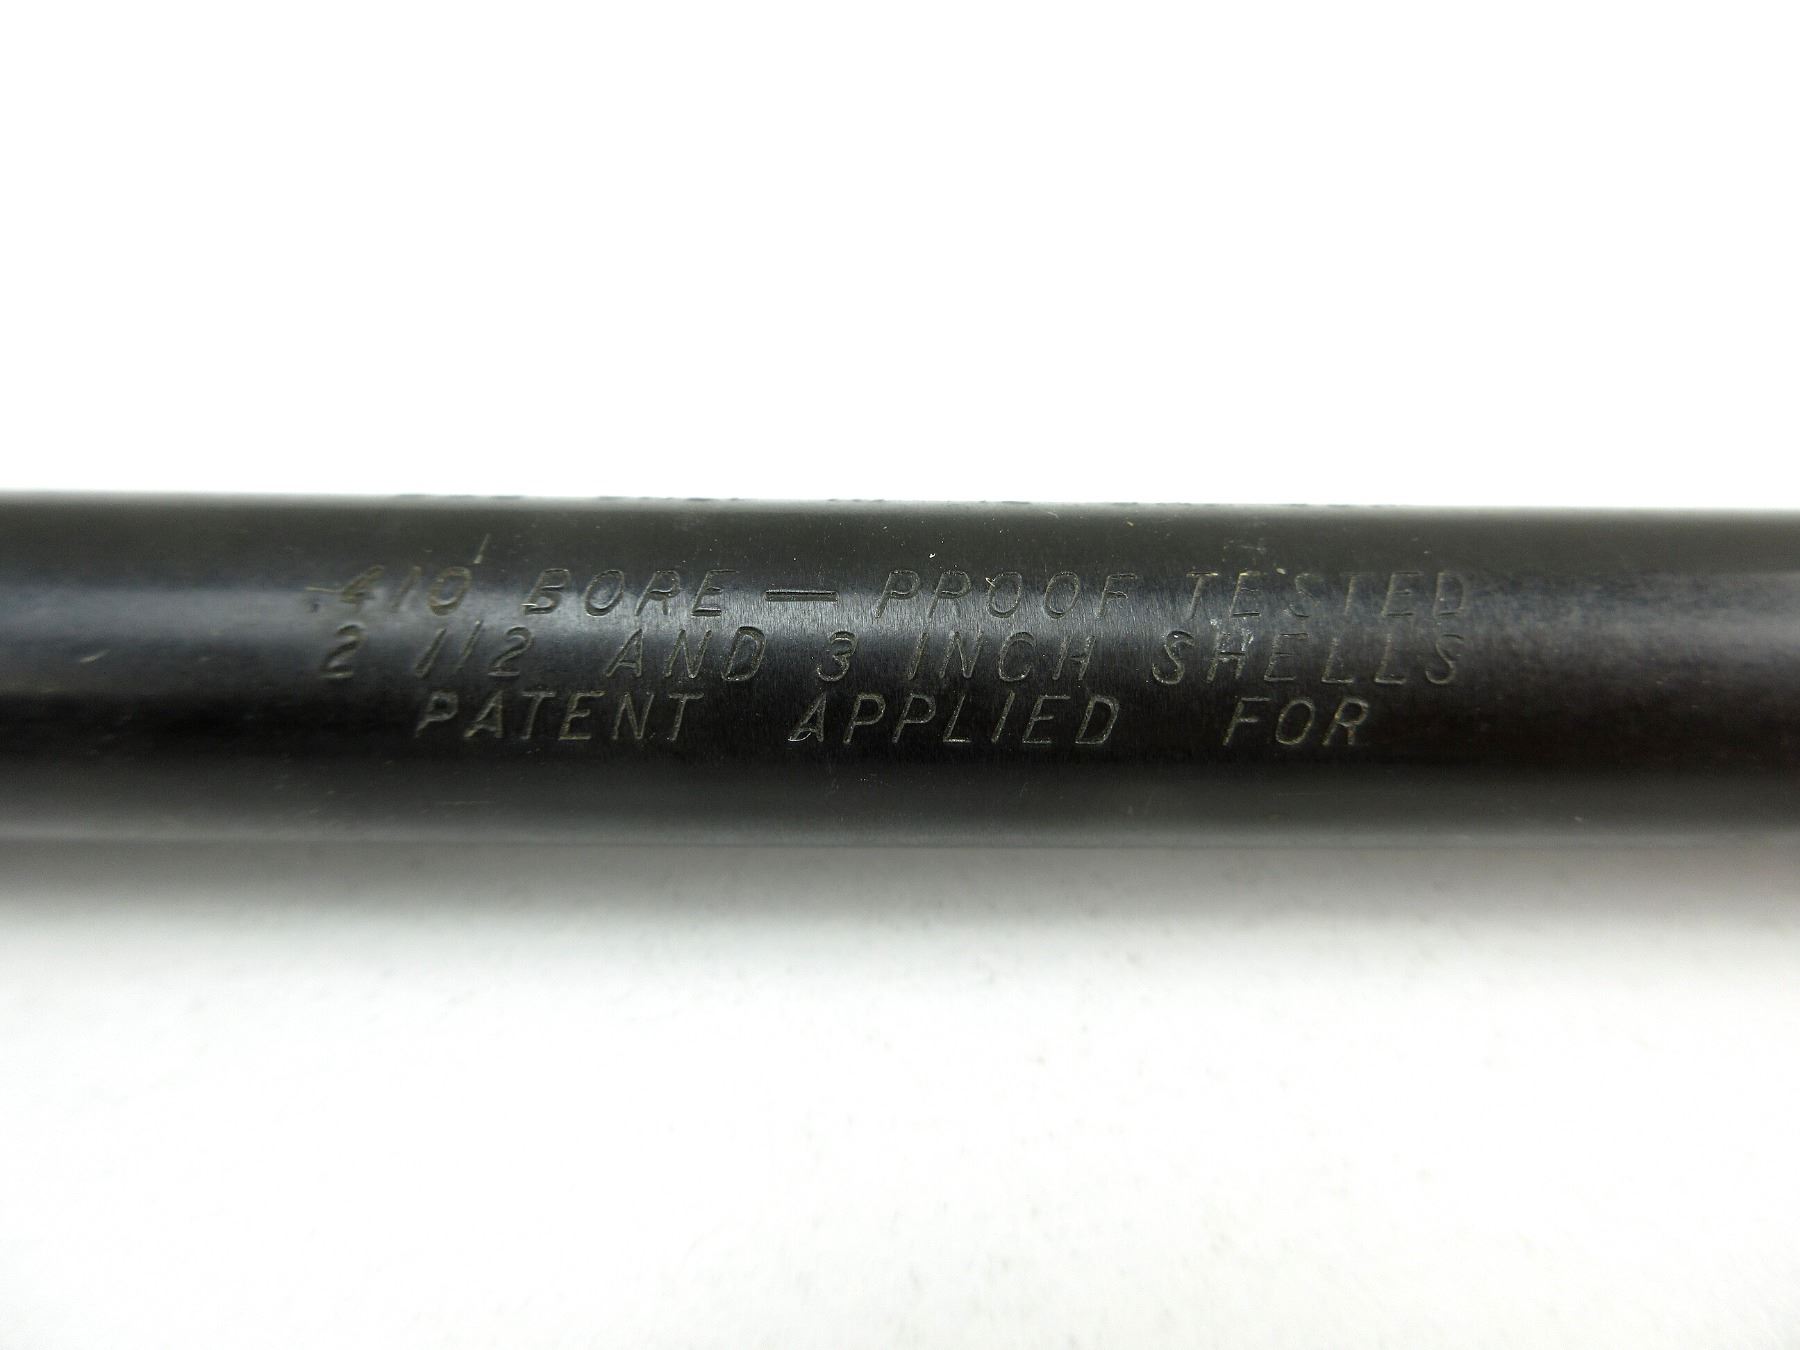 .410 BORE — PROOF TESTED
2 1/2 AND 3 INCH SHELLS
PATENT APPLIED FOR